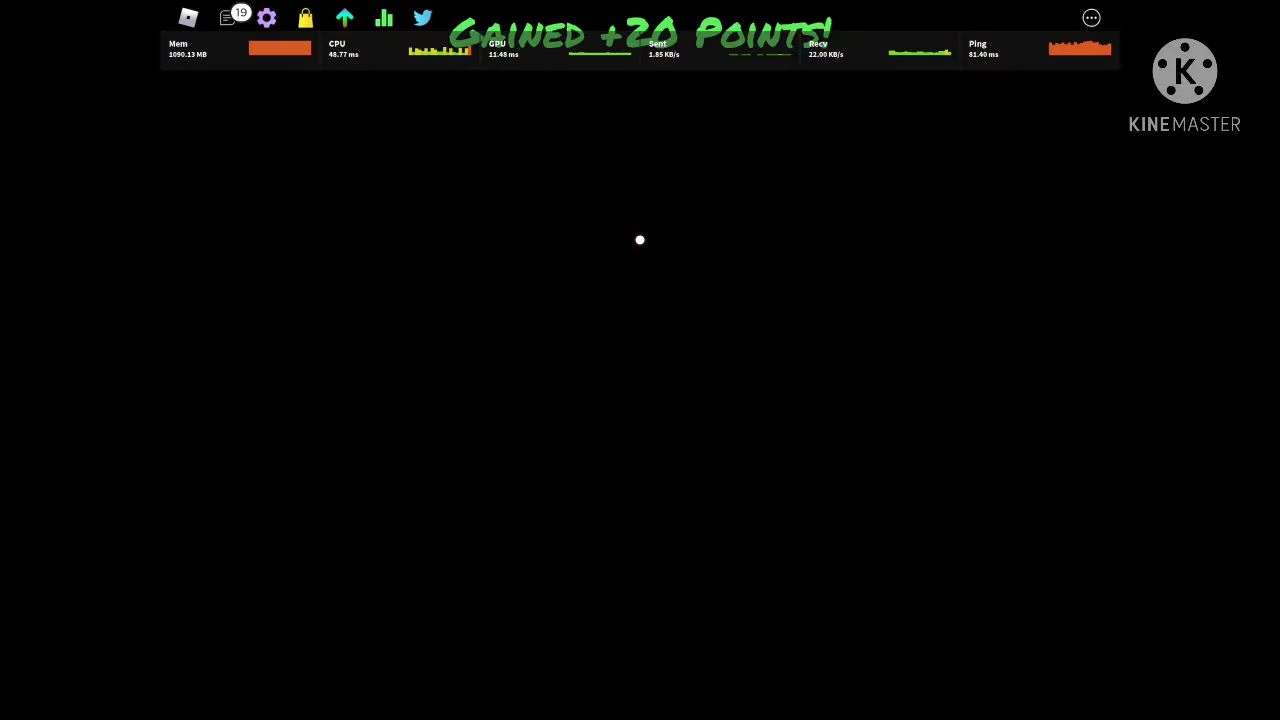 19
Gained +20 Points!
Mem
1090.13 MB
CPU
48.77 ms
GPU
11.48 ms
Sent
1.85 KB/s
Recv
22.00 KB/s
Ping
81.40 ms
K
KINEMASTER